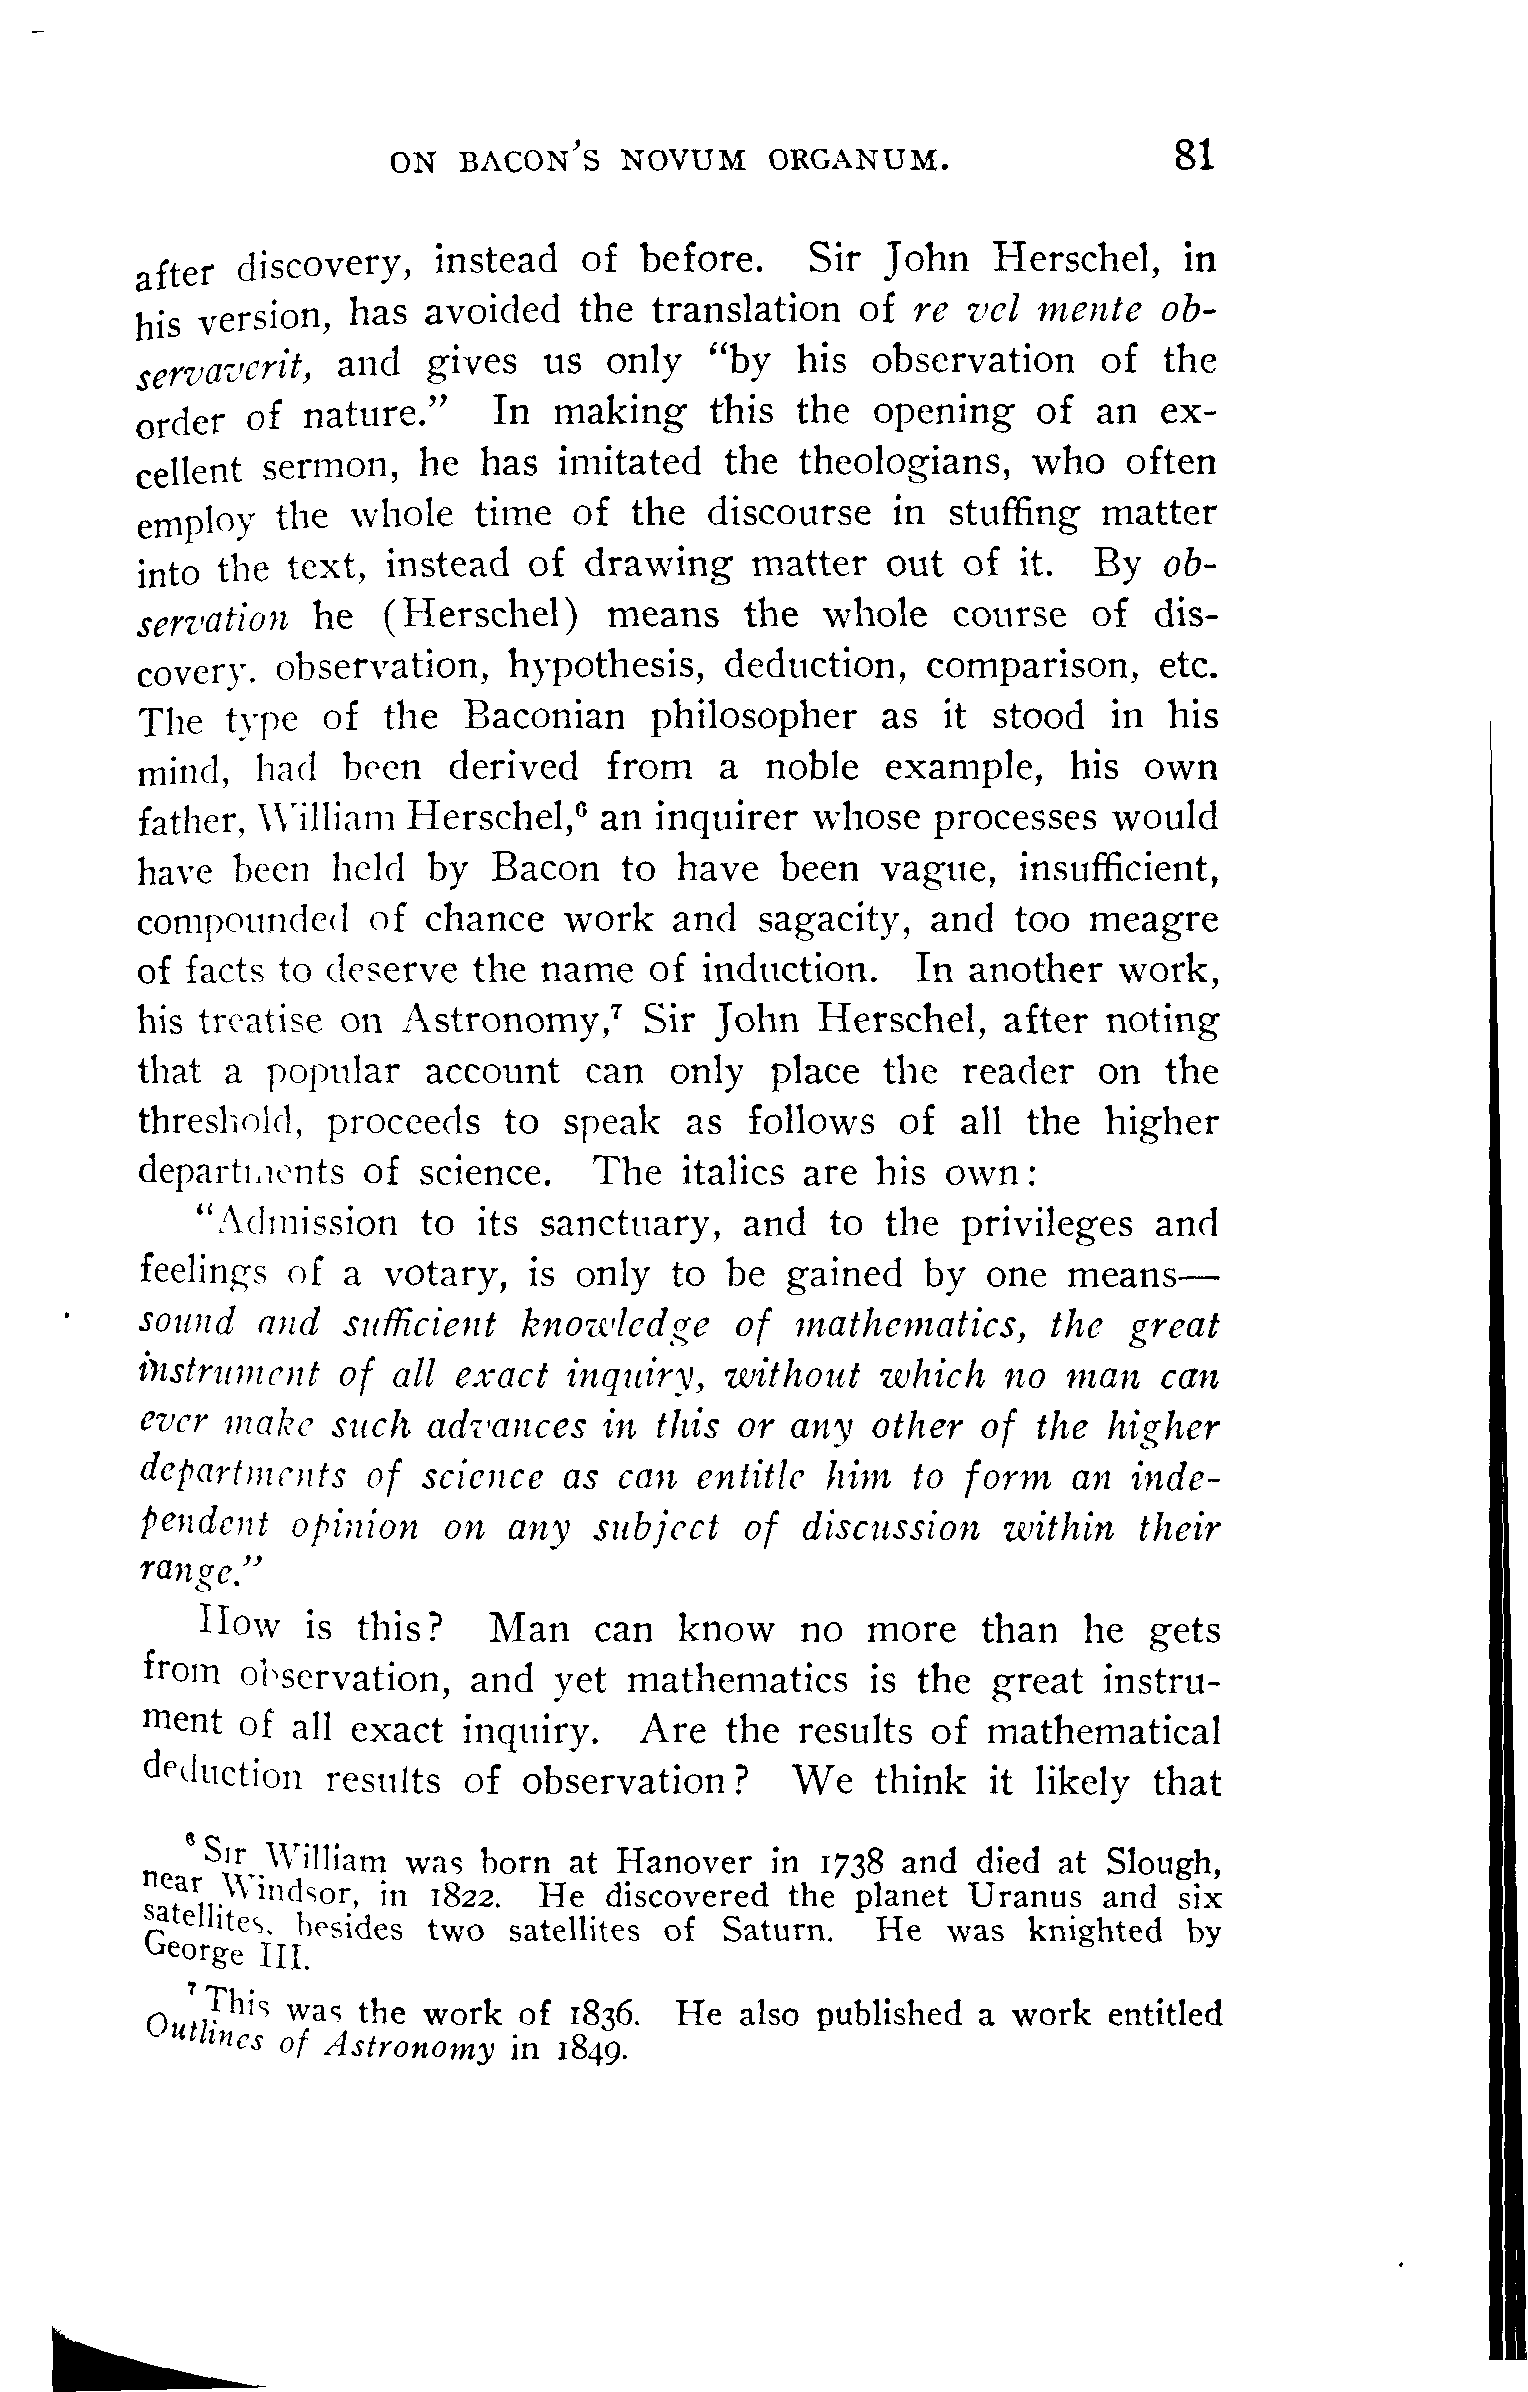 ON BACON'S NOVUM ORGANUM. 81
after discovery, instead of before. Sir John Herschel, in
his version, has avoided the translation of re vel mente ob-
servaverit, and gives us only "by his observation of the
order of nature." In making this the opening of an ex-
cellent sermon, he has imitated the theologians, who often
employ the whole time of the discourse in stuffing matter
into the text, instead of drawing matter out of it. By ob-
servation he (Herschel) means the whole course of dis-
covery. observation, hypothesis, deduction, comparison, etc.
The type of the Baconian philosopher as it stood in his
mind, had been derived from a noble example, his own
father, William Herschel,⁶ an inquirer whose processes would
have been held by Bacon to have been vague, insufficient,
compounded of chance work and sagacity, and too meagre
of facts to deserve the name of induction. In another work,
his treatise on Astronomy,⁷ Sir John Herschel, after noting
that a popular account can only place the reader on the
threshold, proceeds to speak as follows of all the higher
departments of science. The italics are his own:
"Admission to its sanctuary, and to the privileges and
feelings of a votary, is only to be gained by one means—
sound and sufficient knowledge of mathematics, the great
instrument of all exact inquiry, without which no man can
ever make such advances in this or any other of the higher
departments of science as can entitle him to form an inde-
pendent opinion on any subject of discussion within their
range."
How is this? Man can know no more than he gets
from observation, and yet mathematics is the great instru-
ment of all exact inquiry. Are the results of mathematical
deduction results of observation? We think it likely that
⁶ Sir William was born at Hanover in 1738 and died at Slough,
near Windsor, in 1822. He discovered the planet Uranus and six
satellites, besides two satellites of Saturn. He was knighted by
George III.
⁷ This was the work of 1836. He also published a work entitled
Outlines of Astronomy in 1849.